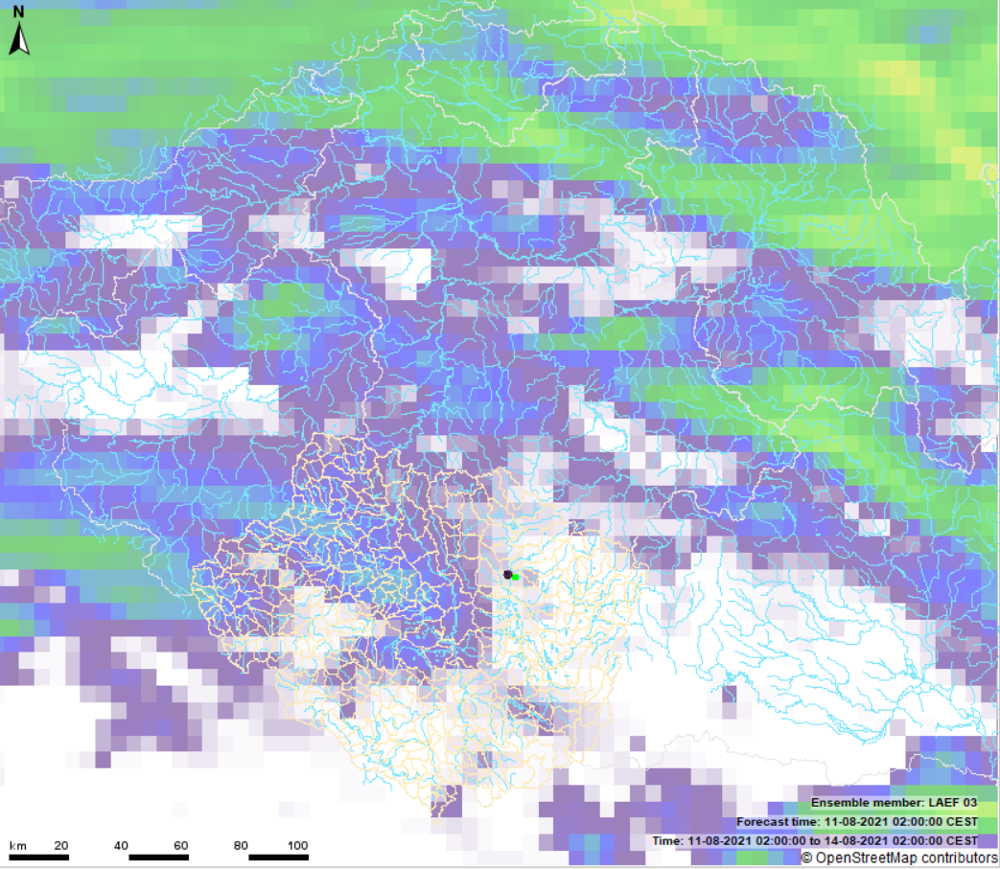 N
Ensemble member: LAEF 03
Forecast time: 11-08-2021 02:00:00 CEST
Time: 11-08-2021 02:00:00 to 14-08-2021 02:00:00 CEST
km 20 40 60 80 100
© OpenStreetMap contributors